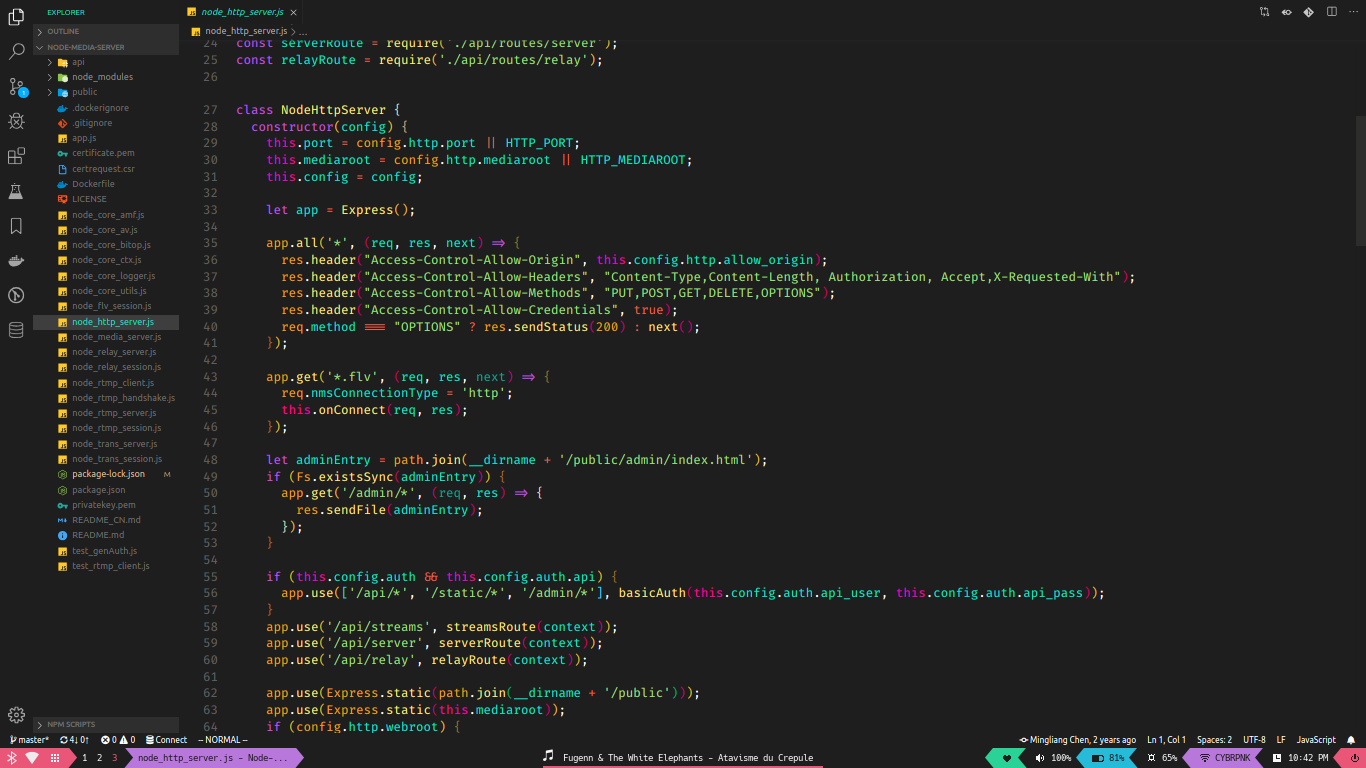 EXPLORER
OUTLINE
NODE-MEDIA-SERVER
api
node_modules
public
.dockerignore
.gitignore
app.js
certificate.pem
certrequest.csr
Dockerfile
LICENSE
node_core_amf.js
node_core_av.js
node_core_bitop.js
node_core_ctx.js
node_core_logger.js
node_core_utils.js
node_flv_session.js
node_http_server.js
node_media_server.js
node_relay_server.js
node_relay_session.js
node_rtmp_client.js
node_rtmp_handshake.js
node_rtmp_server.js
node_rtmp_session.js
node_trans_server.js
node_trans_session.js
package-lock.json M
package.json
privatekey.pem
README_CN.md
README.md
test_genAuth.js
test_rtmp_client.js
NPM SCRIPTS
1
JS node_http_server.js ×
JS node_http_server.js > ...
24 const serverRoute = require('./api/routes/server');
25 const relayRoute = require('./api/routes/relay');
26
27 class NodeHttpServer {
28 constructor(config) {
29 this.port = config.http.port || HTTP_PORT;
30 this.mediaroot = config.http.mediaroot || HTTP_MEDIAROOT;
31 this.config = config;
32
33 let app = Express();
34
35 app.all('*', (req, res, next) => {
36 res.header("Access-Control-Allow-Origin", this.config.http.allow_origin);
37 res.header("Access-Control-Allow-Headers", "Content-Type,Content-Length, Authorization, Accept,X-Requested-With");
38 res.header("Access-Control-Allow-Methods", "PUT,POST,GET,DELETE,OPTIONS");
39 res.header("Access-Control-Allow-Credentials", true);
40 req.method === "OPTIONS" ? res.sendStatus(200) : next();
41 });
42
43 app.get('*.flv', (req, res, next) => {
44 req.nmsConnectionType = 'http';
45 this.onConnect(req, res);
46 });
47
48 let adminEntry = path.join(__dirname + '/public/admin/index.html');
49 if (Fs.existsSync(adminEntry)) {
50 app.get('/admin/*', (req, res) => {
51 res.sendFile(adminEntry);
52 });
53 }
54
55 if (this.config.auth && this.config.auth.api) {
56 app.use(['/api/*', '/static/*', '/admin/*'], basicAuth(this.config.auth.api_user, this.config.auth.api_pass));
57 }
58 app.use('/api/streams', streamsRoute(context));
59 app.use('/api/server', serverRoute(context));
60 app.use('/api/relay', relayRoute(context));
61
62 app.use(Express.static(path.join(__dirname + '/public')));
63 app.use(Express.static(this.mediaroot));
64 if (config.http.webroot) {
master* 4↓ 0↑ 0 0 Connect -- NORMAL -- Mingliang Chen, 2 years ago Ln 1, Col 1 Spaces: 2 UTF-8 LF JavaScript
1 2 3 node_http_server.js - Node-... Fugenn & The White Elephants - Atavisme du Crepule 100% 81% 65% CYBRPNK 10:42 PM